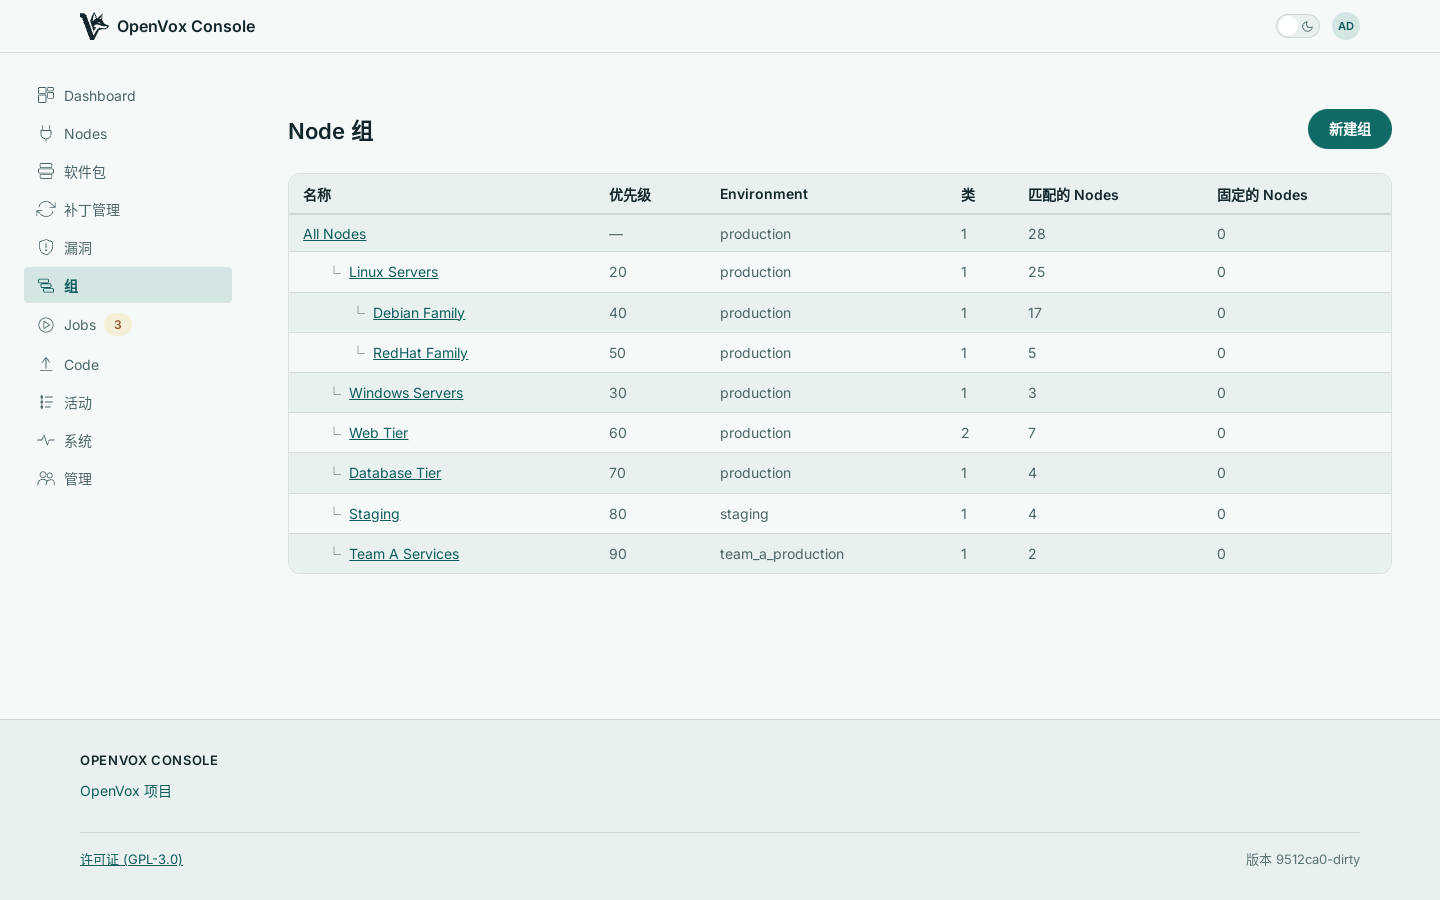 OpenVox Console
AD
Dashboard
Nodes
软件包
补丁管理
漏洞
组
Jobs 3
Code
活动
系统
管理
Node 组
新建组
名称 优先级 Environment 类 匹配的 Nodes 固定的 Nodes
All Nodes — production 1 28 0
Linux Servers 20 production 1 25 0
Debian Family 40 production 1 17 0
RedHat Family 50 production 1 5 0
Windows Servers 30 production 1 3 0
Web Tier 60 production 2 7 0
Database Tier 70 production 1 4 0
Staging 80 staging 1 4 0
Team A Services 90 team_a_production 1 2 0
OPENVOX CONSOLE
OpenVox 项目
许可证 (GPL-3.0)
版本 9512ca0-dirty